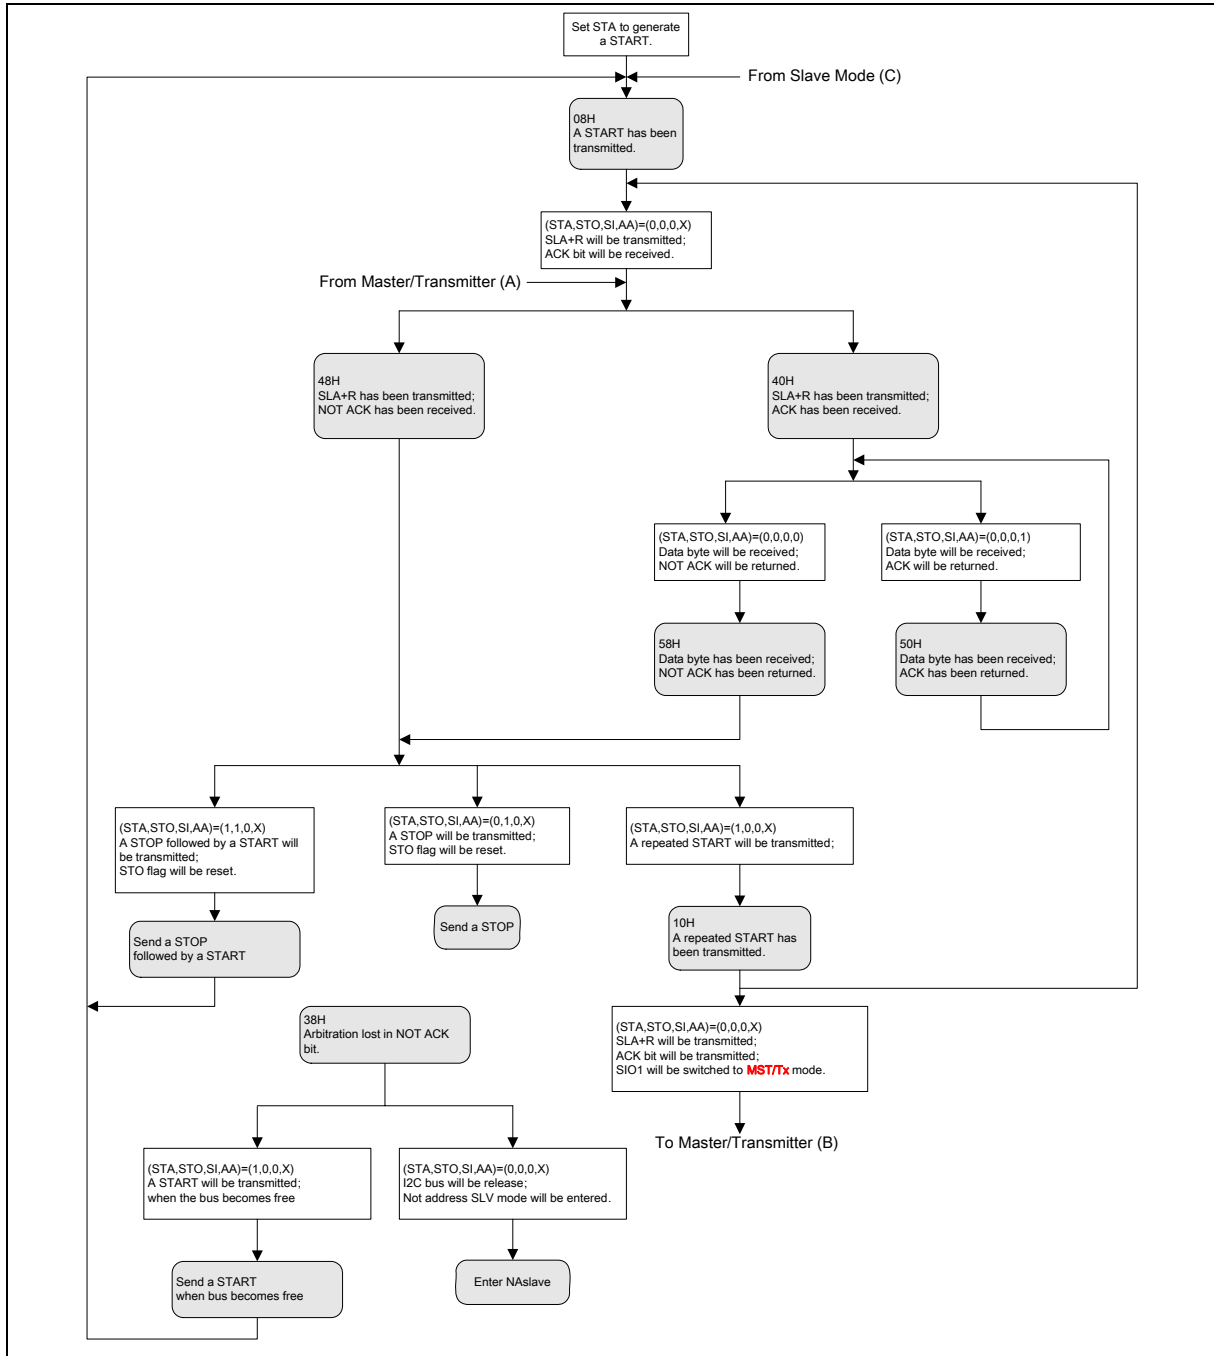 Set STA to generate
a START.
From Slave Mode (C)
08H
A START has been
transmitted.
(STA,STO,SI,AA)=(0,0,0,X)
SLA+R will be transmitted;
ACK bit will be received.
From Master/Transmitter (A)
48H
SLA+R has been transmitted;
NOT ACK has been received.
40H
SLA+R has been transmitted;
ACK has been received.
(STA,STO,SI,AA)=(0,0,0,0)
Data byte will be received;
NOT ACK will be returned.
(STA,STO,SI,AA)=(0,0,0,1)
Data byte will be received;
ACK will be returned.
58H
Data byte has been received;
NOT ACK has been returned.
50H
Data byte has been received;
ACK has been returned.
(STA,STO,SI,AA)=(1,1,0,X)
A STOP followed by a START will
be transmitted;
STO flag will be reset.
(STA,STO,SI,AA)=(0,1,0,X)
A STOP will be transmitted;
STO flag will be reset.
(STA,STO,SI,AA)=(1,0,0,X)
A repeated START will be transmitted;
Send a STOP
followed by a START
Send a STOP
10H
A repeated START has
been transmitted.
38H
Arbitration lost in NOT ACK
bit.
(STA,STO,SI,AA)=(0,0,0,X)
SLA+R will be transmitted;
ACK bit will be transmitted;
SIO1 will be switched to MST/Tx mode.
To Master/Transmitter (B)
(STA,STO,SI,AA)=(1,0,0,X)
A START will be transmitted;
when the bus becomes free
(STA,STO,SI,AA)=(0,0,0,X)
I2C bus will be release;
Not address SLV mode will be entered.
Send a START
when bus becomes free
Enter NAslave